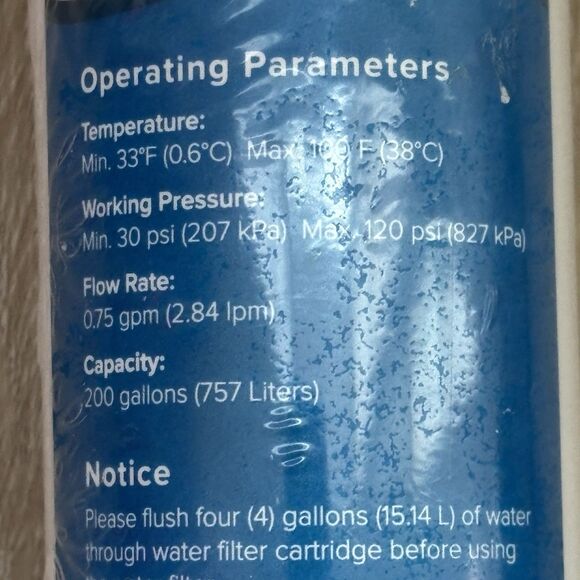 Operating Parameters
Temperature:
Min. 33°F (0.6°C) Max. 100 F (38°C)
Working Pressure:
Min. 30 psi (207 kPa) Max. 120 psi (827 kPa)
Flow Rate:
0.75 gpm (2.84 lpm)
Capacity:
200 gallons (757 Liters)
Notice
Please flush four (4) gallons (15.14 L) of water
through water filter cartridge before using